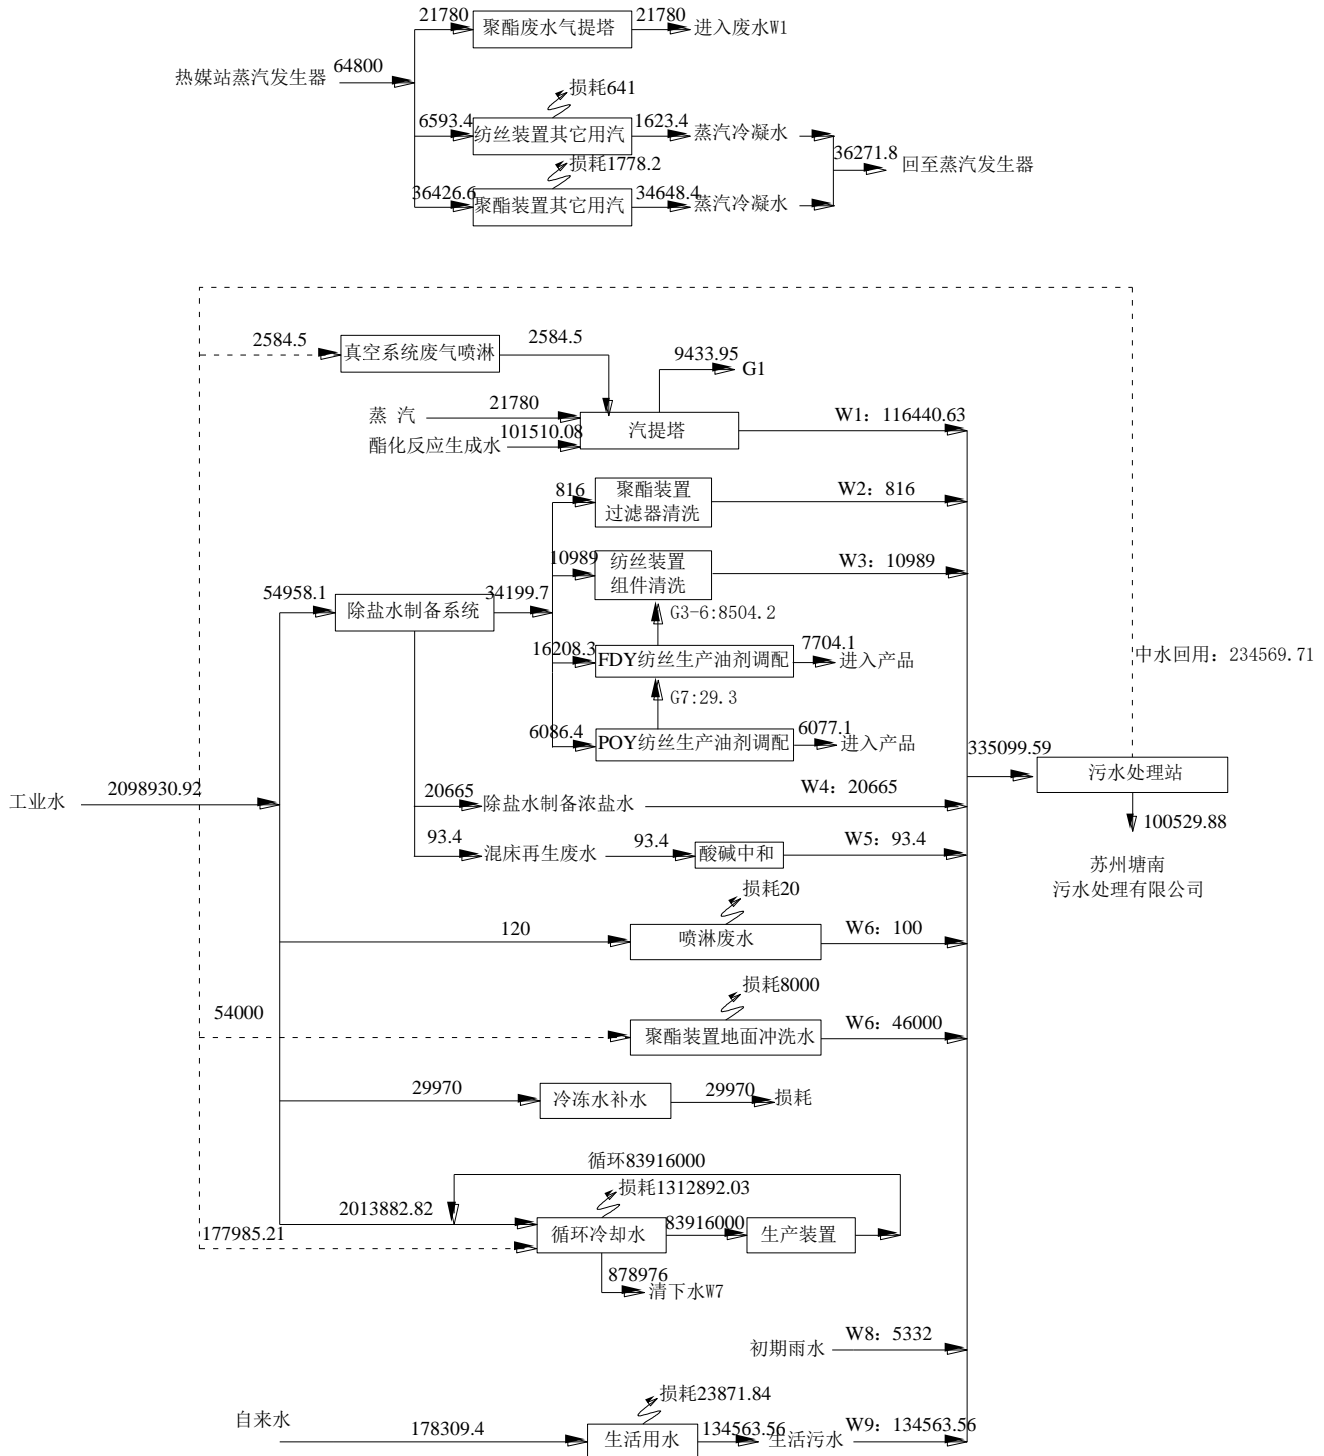 21780
聚酯废水气提塔
21780
进入废水W1
热媒站蒸汽发生器
64800
损耗641
6593.4
纺丝装置其它用汽
1623.4
蒸汽冷凝水
36271.8
回至蒸汽发生器
损耗1778.2
36426.6
聚酯装置其它用汽
34648.4
蒸汽冷凝水
2584.5
真空系统废气喷淋
2584.5
9433.95
G1
蒸 汽
21780
酯化反应生成水
101510.08
汽提塔
W1：116440.63
816
聚酯装置
过滤器清洗
W2：816
10989
纺丝装置
组件清洗
W3：10989
54958.1
除盐水制备系统
34199.7
G3-6:8504.2
16208.3
FDY纺丝生产油剂调配
7704.1
进入产品
G7:29.3
6086.4
POY纺丝生产油剂调配
6077.1
进入产品
中水回用：234569.71
335099.59
污水处理站
工业水
2098930.92
20665
除盐水制备浓盐水
W4：20665
100529.88
93.4
混床再生废水
93.4
酸碱中和
W5：93.4
苏州塘南
污水处理有限公司
损耗20
120
喷淋废水
W6：100
损耗8000
54000
聚酯装置地面冲洗水
W6：46000
29970
冷冻水补水
29970
损耗
循环83916000
损耗1312892.03
2013882.82
177985.21
循环冷却水
83916000
生产装置
878976
清下水W7
初期雨水
W8：5332
损耗23871.84
自来水
178309.4
生活用水
134563.56
生活污水
W9：134563.56